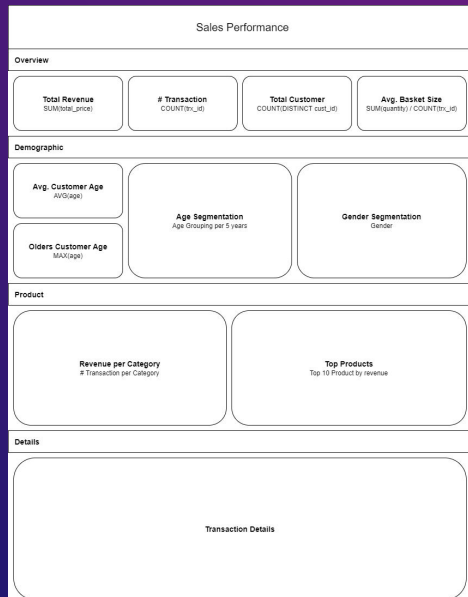 Sales Performance
Overview
Total Revenue
SUM(total_price)
# Transaction
COUNT(trx_id)
Total Customer
COUNT(DISTINCT cust_id)
Avg. Basket Size
SUM(quantity) / COUNT(trx_id)
Demographic
Avg. Customer Age
AVG(age)
Olders Customer Age
MAX(age)
Age Segmentation
Age Grouping per 5 years
Gender Segmentation
Gender
Product
Revenue per Category
# Transaction per Category
Top Products
Top 10 Product by revenue
Details
Transaction Details